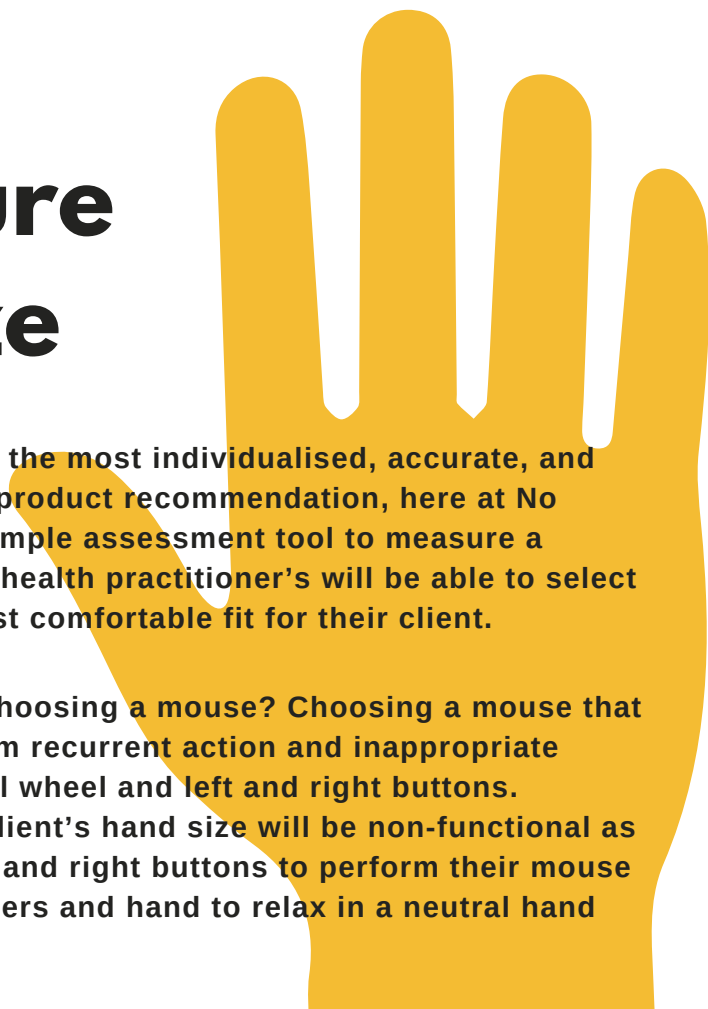 ure
ze
the most individualised, accurate, and
product recommendation, here at No
mple assessment tool to measure a
health practitioner’s will be able to select
st comfortable fit for their client.
hoosing a mouse? Choosing a mouse that
m recurrent action and inappropriate
l wheel and left and right buttons.
lient’s hand size will be non-functional as
and right buttons to perform their mouse
ers and hand to relax in a neutral hand